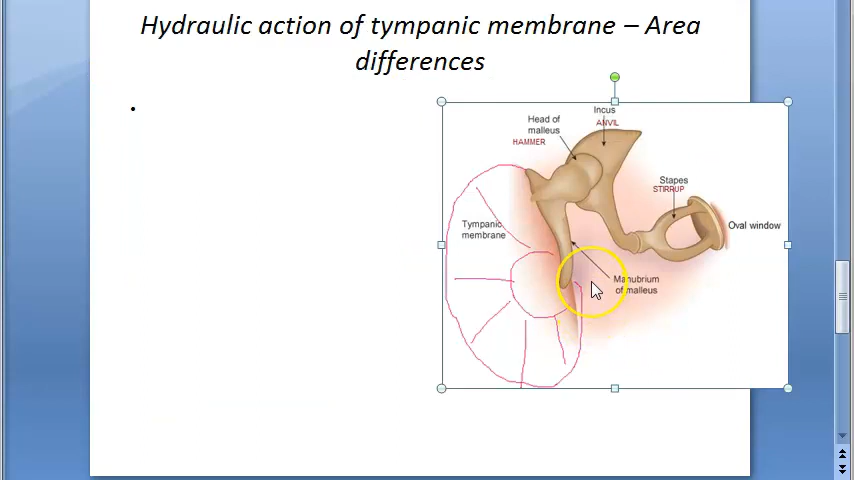 Hydraulic action of tympanic membrane – Area
differences
•
Incus
ANVIL
Head of
malleus
HAMMER
Stapes
STIRRUP
Tympanic
membrane
Oval window
Manubrium
of malleus